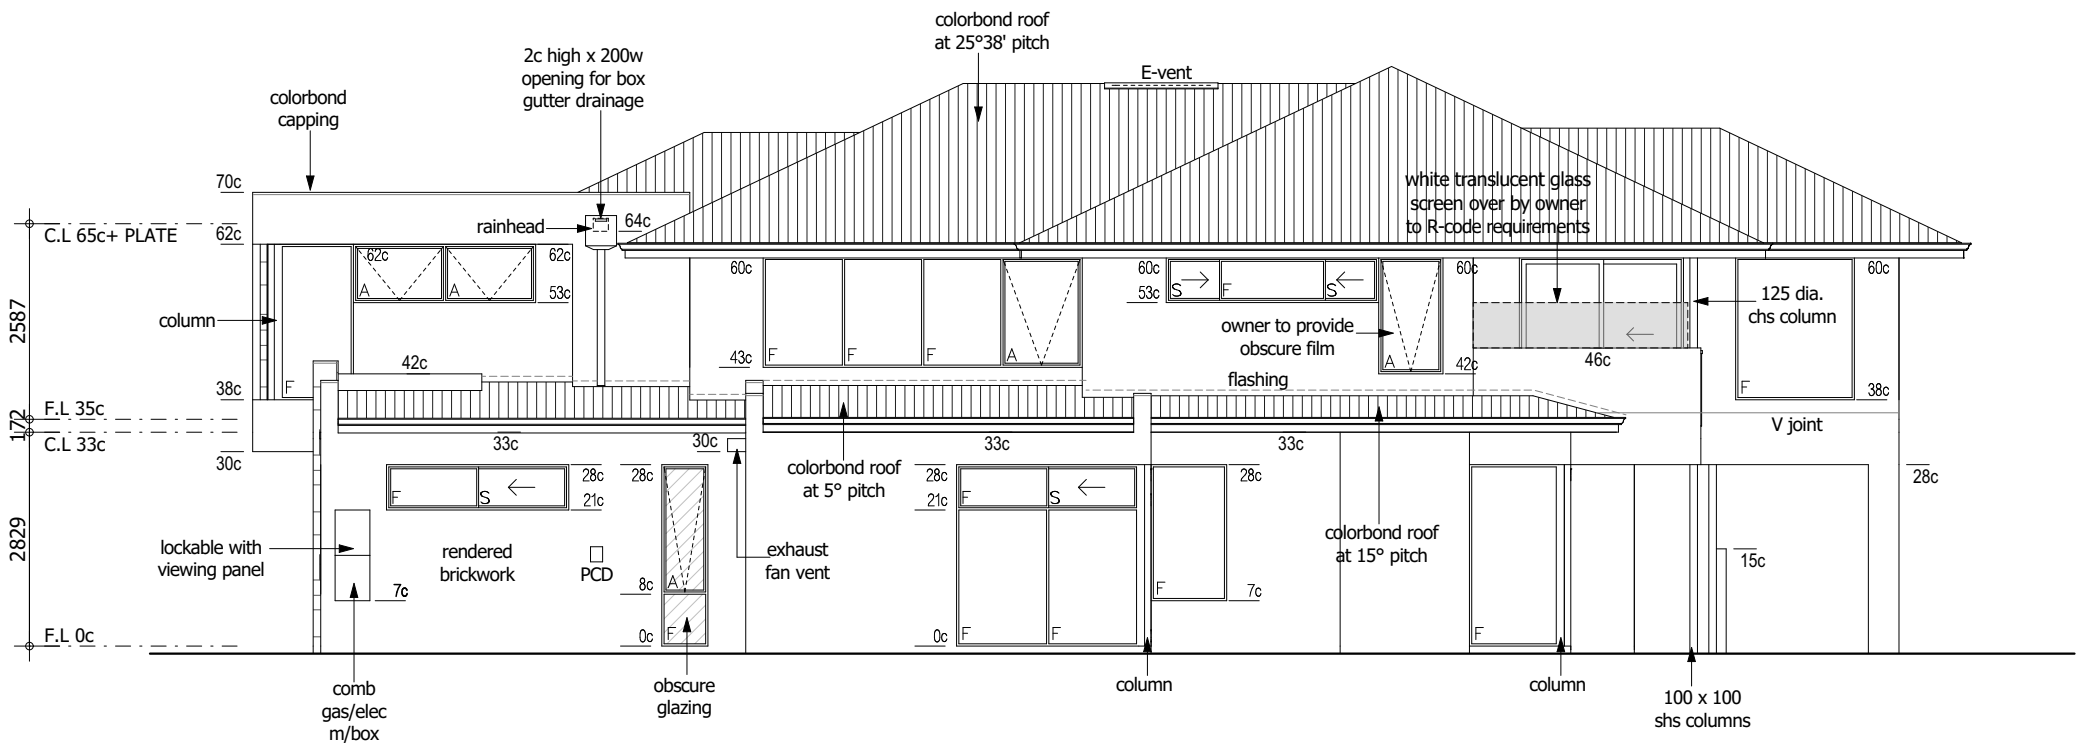 colorbond roof
at 25°38' pitch
2c high x 200w
opening for box
gutter drainage
E-vent
colorbond
capping
70c
white translucent glass
screen over by owner
to R-code requirements
rainhead
64c
C.L 65c+ PLATE
62c
62c
62c
60c
60c
60c
60c
A
A
53c
53c
S
F
S
125 dia.
chs column
column
2587
owner to provide
obscure film
42c
43c
F
F
F
A
A
42c
46c
F
38c
flashing
F
38c
F.L 35c
172
C.L 33c
V joint
33c
30c
33c
33c
30c
colorbond roof
at 5° pitch
28c
28c
28c
28c
28c
F
S
21c
F
S
21c
2829
colorbond roof
at 15° pitch
lockable with
viewing panel
rendered
brickwork
PCD
exhaust
fan vent
15c
7c
A
8c
F
7c
F.L 0c
0c
F
0c
F
F
F
comb
gas/elec
m/box
obscure
glazing
column
column
100 x 100
shs columns